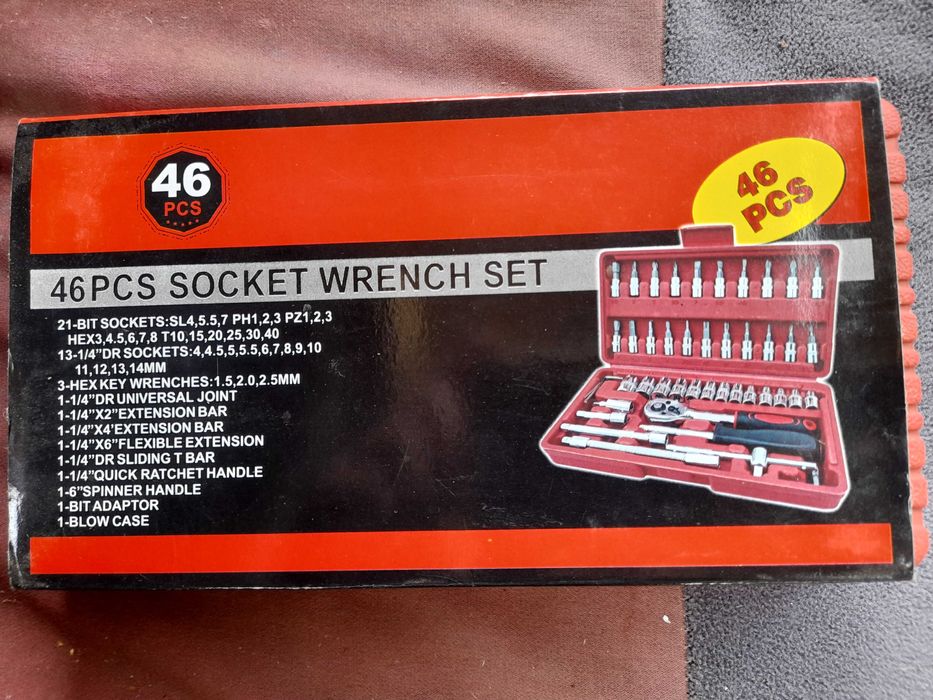 46
PCS
46
PCS
46 PCS SOCKET WRENCH SET
21-BIT SOCKETS:SL4,5.5,7 PH1,2,3 PZ1,2,3
HEX3,4.5,6,7,8 T10,15,20,25,30,40
13-1/4"DR SOCKETS:4,4.5,5,5.5,6,7,8,9,10
11,12,13,14MM
3-HEX KEY WRENCHES:1.5,2.0,2.5MM
1-1/4"DR UNIVERSAL JOINT
1-1/4"X2"EXTENSION BAR
1-1/4"X4'EXTENSION BAR
1-1/4"X6"FLEXIBLE EXTENSION
1-1/4"DR SLIDING T BAR
1-1/4"QUICK RATCHET HANDLE
1-6"SPINNER HANDLE
1-BIT ADAPTOR
1-BLOW CASE